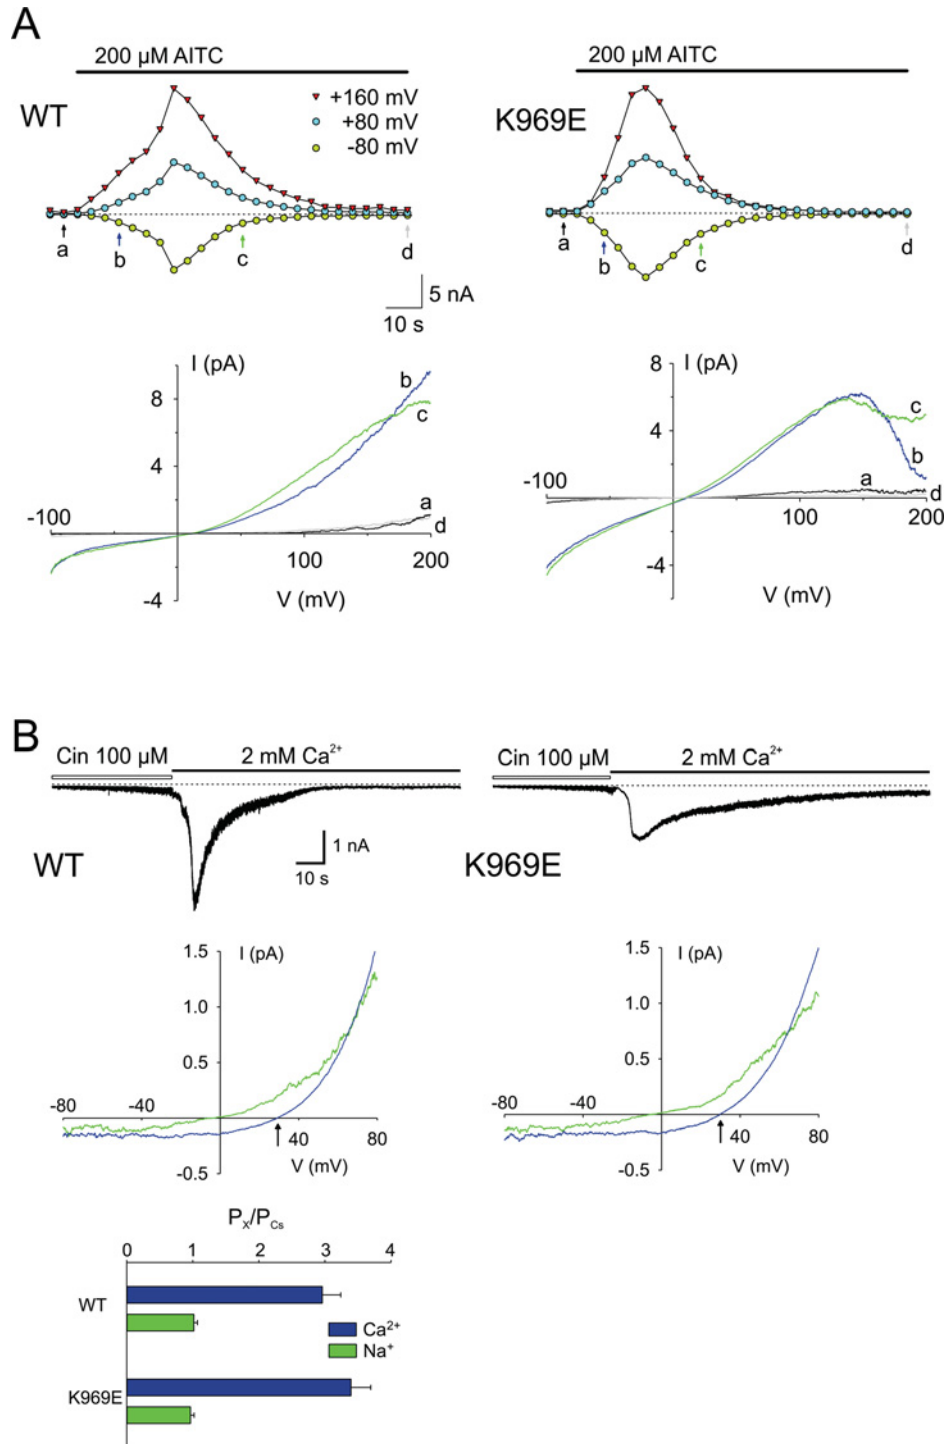 A
200 µM AITC
WT
+160 mV
+80 mV
-80 mV
a
b
c
d
5 nA
10 s
200 µM AITC
K969E
a
b
c
d
I (pA)
8
4
-4
-100
100
200
V (mV)
b
c
a
d
I (pA)
8
4
-4
-100
100
200
V (mV)
c
b
a
d
B
Cin 100 µM
2 mM Ca²⁺
WT
1 nA
10 s
Cin 100 µM
2 mM Ca²⁺
K969E
1.5
I (pA)
1.0
0.5
-80
-40
40
80
-0.5
V (mV)
1.5
I (pA)
1.0
0.5
-80
-40
40
80
-0.5
V (mV)
Pₓ/P_Cs
0 1 2 3 4
WT
Ca²⁺
Na⁺
K969E